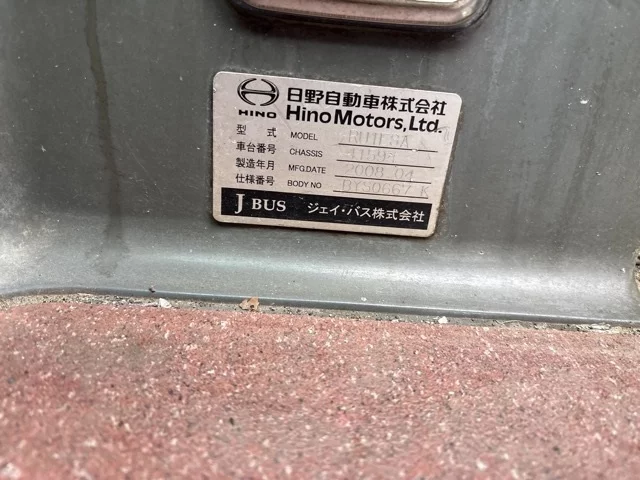 日野自動車株式会社
HINO Hino Motors, Ltd.
型式 MODEL
車台番号 CHASSIS
製造年月 MFG.DATE 2008 04
仕様番号 BODY NO BY50667 K
J BUS ジェイ・バス株式会社